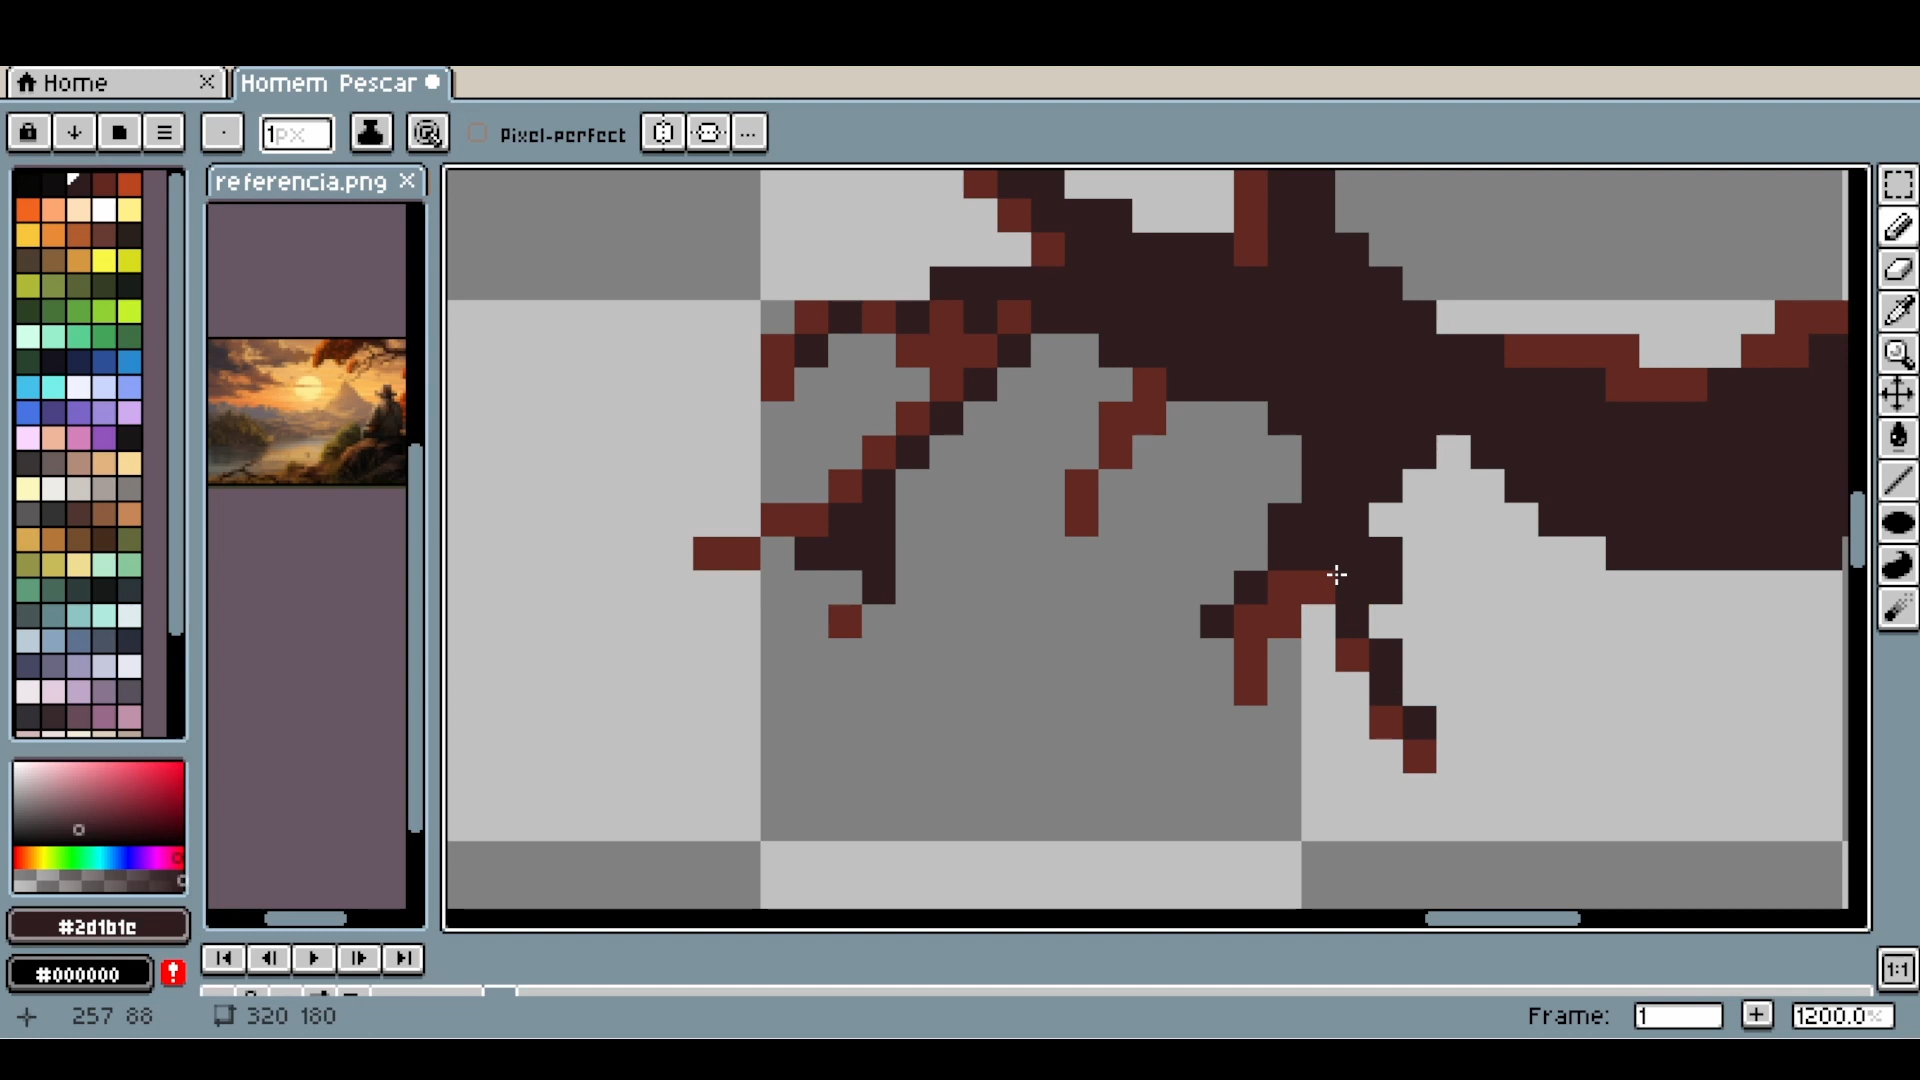 Home
Homem Pescar
1px
Pixel-perfect
...
referencia.png
#2d1b1c
#000000
!
1:1
257 88
320 180
Frame:
1
+
1200.0%